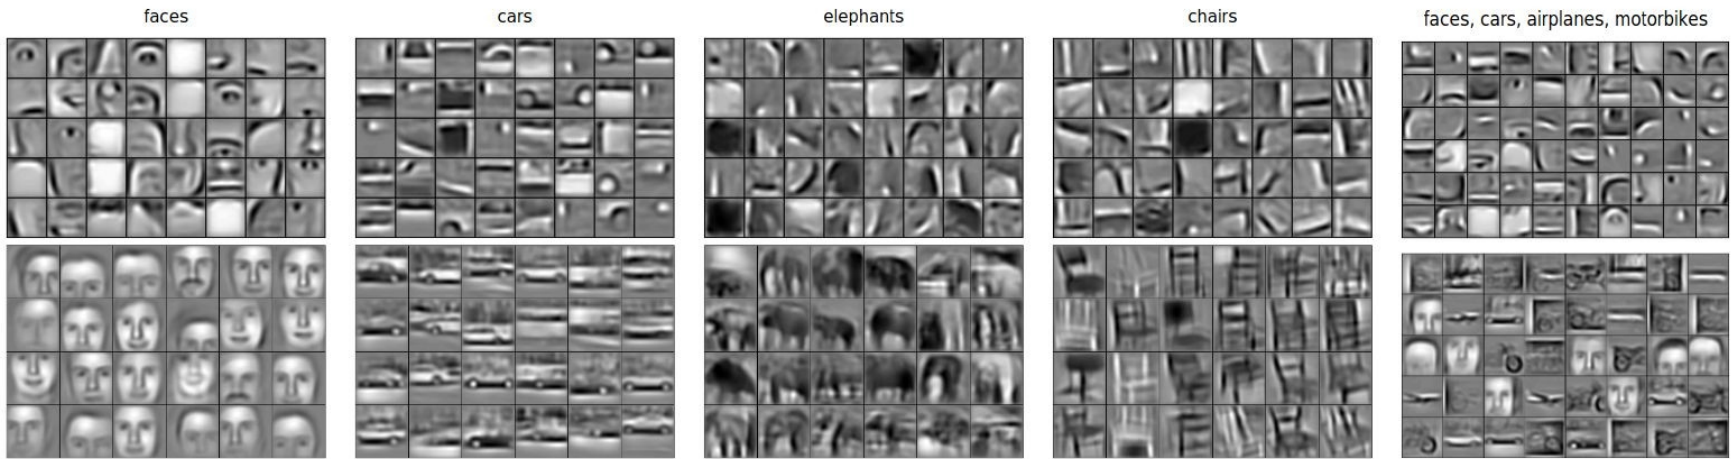 faces
cars
elephants
chairs
faces, cars, airplanes, motorbikes